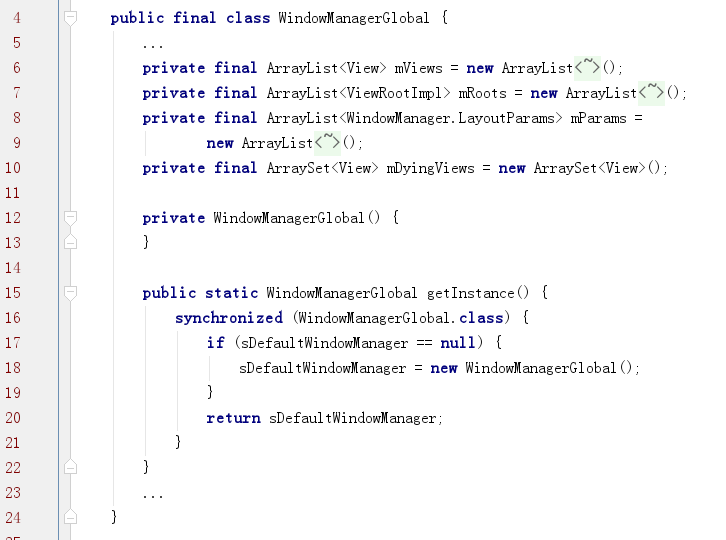 4 public final class WindowManagerGlobal {
5 ...
6 private final ArrayList<View> mViews = new ArrayList<~>();
7 private final ArrayList<ViewRootImpl> mRoots = new ArrayList<~>();
8 private final ArrayList<WindowManager.LayoutParams> mParams =
9 new ArrayList<~>();
10 private final ArraySet<View> mDyingViews = new ArraySet<View>();
11
12 private WindowManagerGlobal() {
13 }
14
15 public static WindowManagerGlobal getInstance() {
16 synchronized (WindowManagerGlobal.class) {
17 if (sDefaultWindowManager == null) {
18 sDefaultWindowManager = new WindowManagerGlobal();
19 }
20 return sDefaultWindowManager;
21 }
22 }
23 ...
24 }